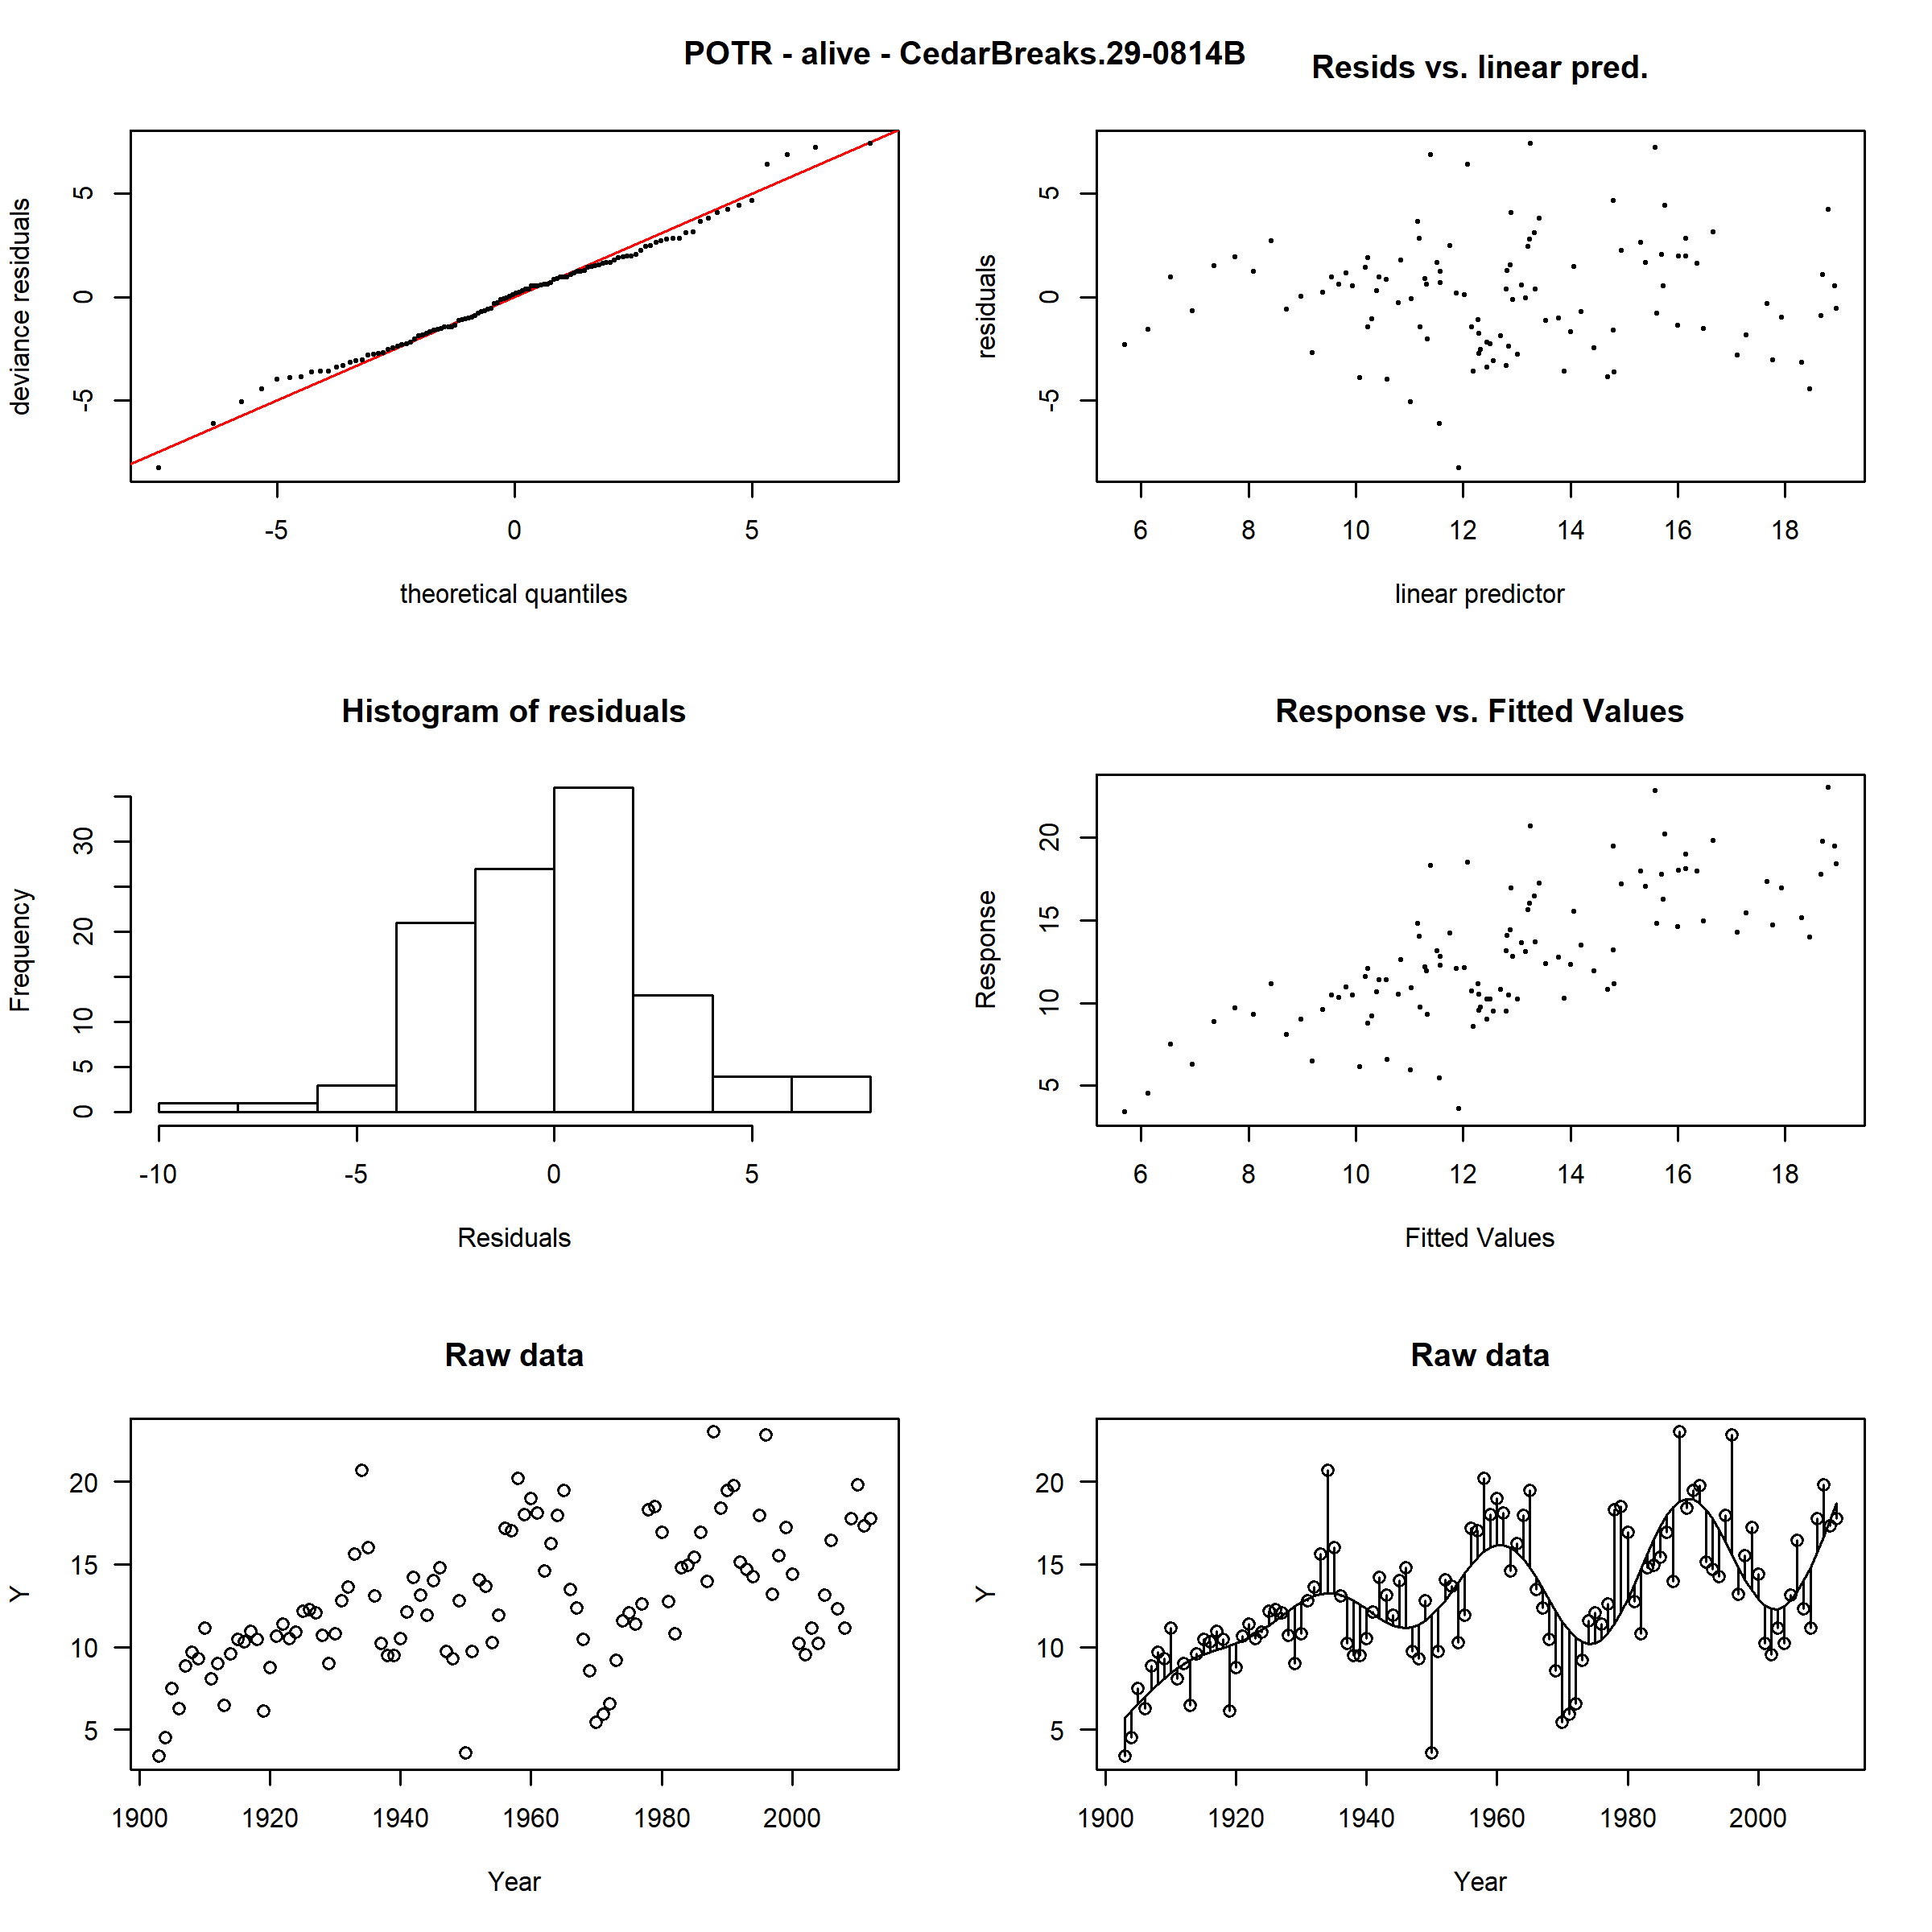 POTR - alive - CedarBreaks.29-0814B
Resids vs. linear pred.
deviance residuals
-5 0 5
-5 0 5
theoretical quantiles
residuals
-5 0 5
6 8 10 12 14 16 18
linear predictor
Histogram of residuals
Frequency
0 5 10 20 30
-10 -5 0 5
Residuals
Response vs. Fitted Values
Response
5 10 15 20
6 8 10 12 14 16 18
Fitted Values
Raw data
Y
20
15
10
5
1900 1920 1940 1960 1980 2000
Year
Raw data
Y
20
15
10
5
1900 1920 1940 1960 1980 2000
Year